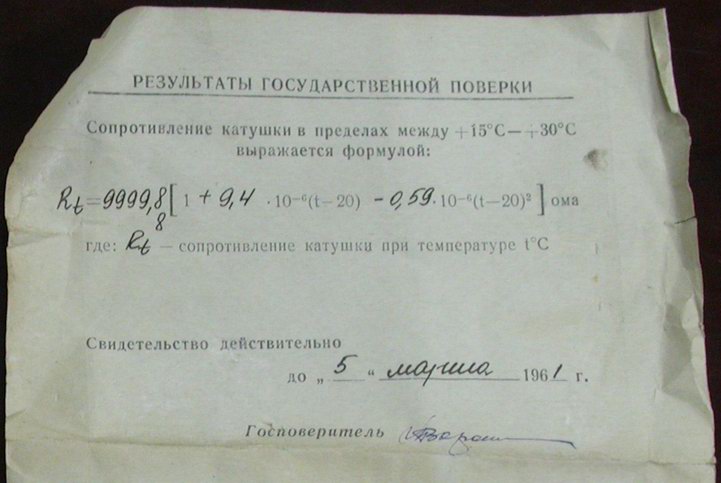 РЕЗУЛЬТАТЫ ГОСУДАРСТВЕННОЙ ПОВЕРКИ
Сопротивление катушки в пределах между +15°С—+30°С
выражается формулой:
Rt=9999,88[ 1 + 9,4 ·10⁻⁶(t—20) - 0,59·10⁻⁶(t—20)² ] ома
где: Rt — сопротивление катушки при температуре t°С
Свидетельство действительно
до „ 5 “ марта 1961 г.
Госповеритель